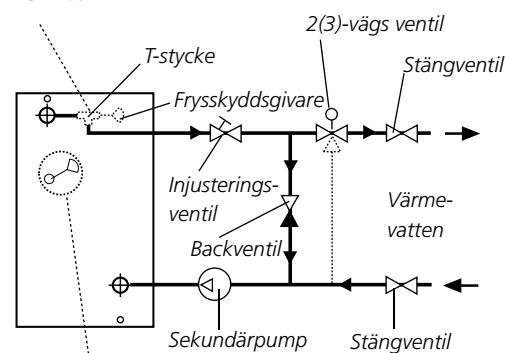 2(3)-vägs ventil
T-stycke
Stängventil
Frysskyddsgivare
Injusterings-
ventil
Värme-
vatten
Backventil
Sekundärpump
Stängventil